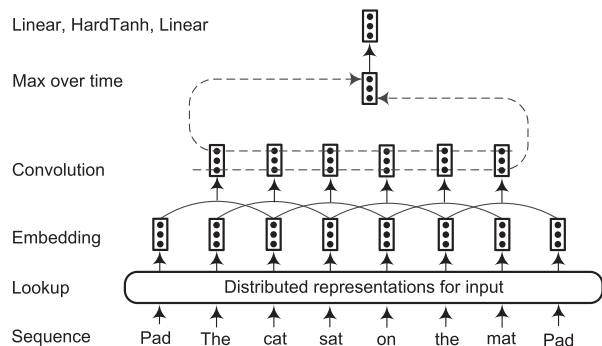 Linear, HardTanh, Linear
Max over time
Convolution
Embedding
Lookup Distributed representations for input
Sequence Pad The cat sat on the mat Pad